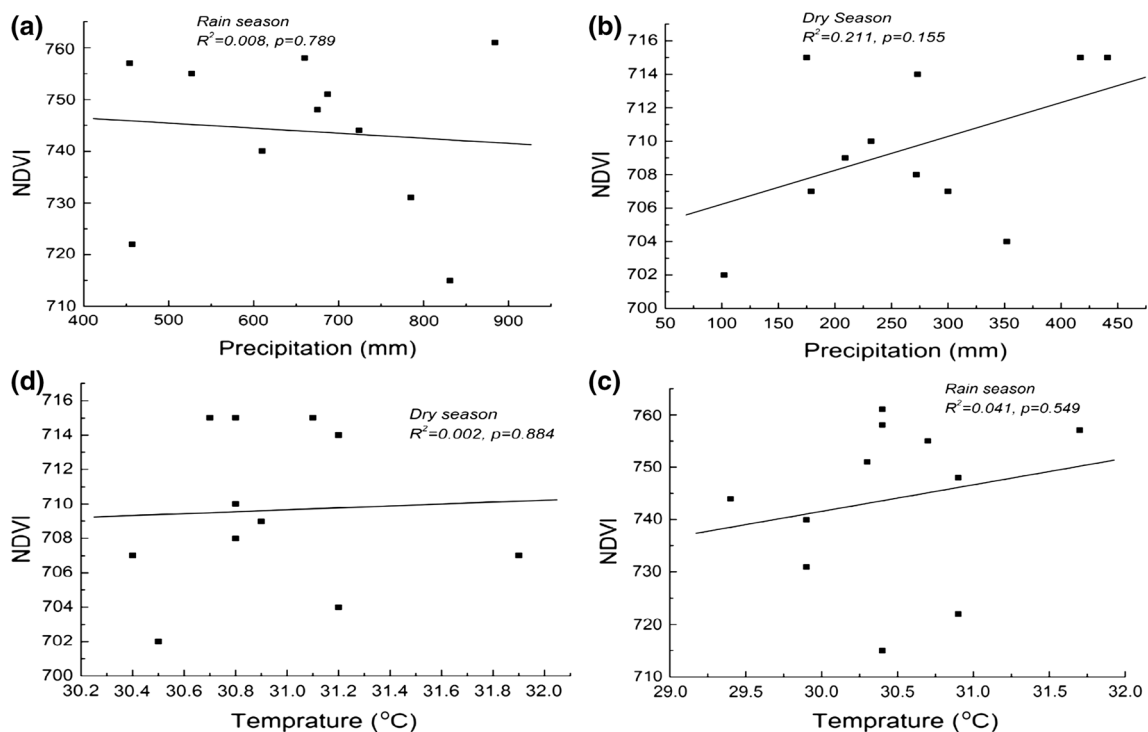 (a)
Rain season
R²=0.008, p=0.789
760
750
740
730
720
710
NDVI
400 500 600 700 800 900
Precipitation (mm)
(b)
Dry Season
R²=0.211, p=0.155
716
714
712
710
708
706
704
702
700
NDVI
50 100 150 200 250 300 350 400 450
Precipitation (mm)
(d)
Dry season
R²=0.002, p=0.884
716
714
712
710
708
706
704
702
700
NDVI
30.2 30.4 30.6 30.8 31.0 31.2 31.4 31.6 31.8 32.0
Temprature (°C)
(c)
Rain season
R²=0.041, p=0.549
760
750
740
730
720
710
NDVI
29.0 29.5 30.0 30.5 31.0 31.5 32.0
Temprature (°C)